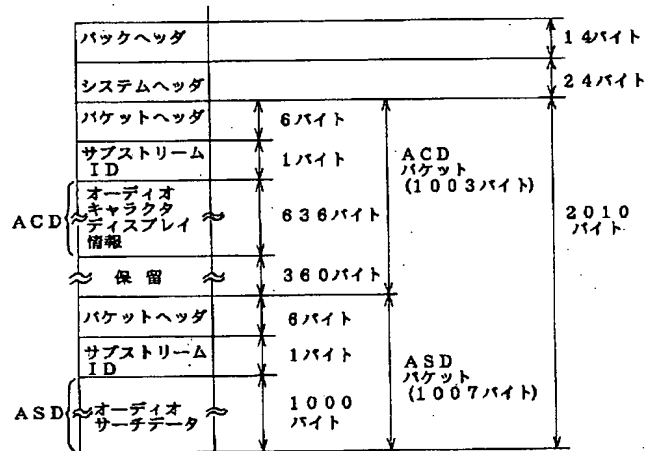 パックヘッダ
14バイト
システムヘッダ
24バイト
パケットヘッダ
6バイト
サブストリーム
ID
1バイト
ACD
パケット
(1003バイト)
ACD
オーディオ
キャラクタ
ディスプレイ
情報
636バイト
2010
バイト
保留
360バイト
パケットヘッダ
6バイト
サブストリーム
ID
1バイト
ASD
パケット
(1007バイト)
ASD
オーディオ
サーチデータ
1000
バイト